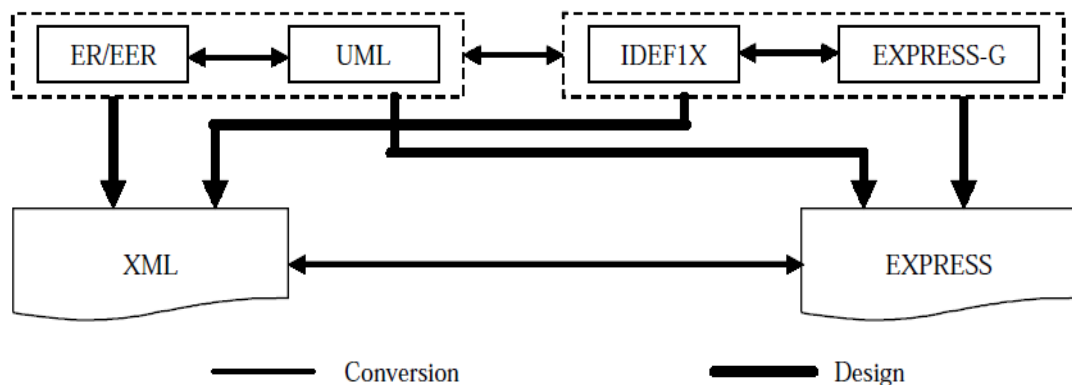 ER/EER
UML
IDEF1X
EXPRESS-G
XML
EXPRESS
Conversion
Design